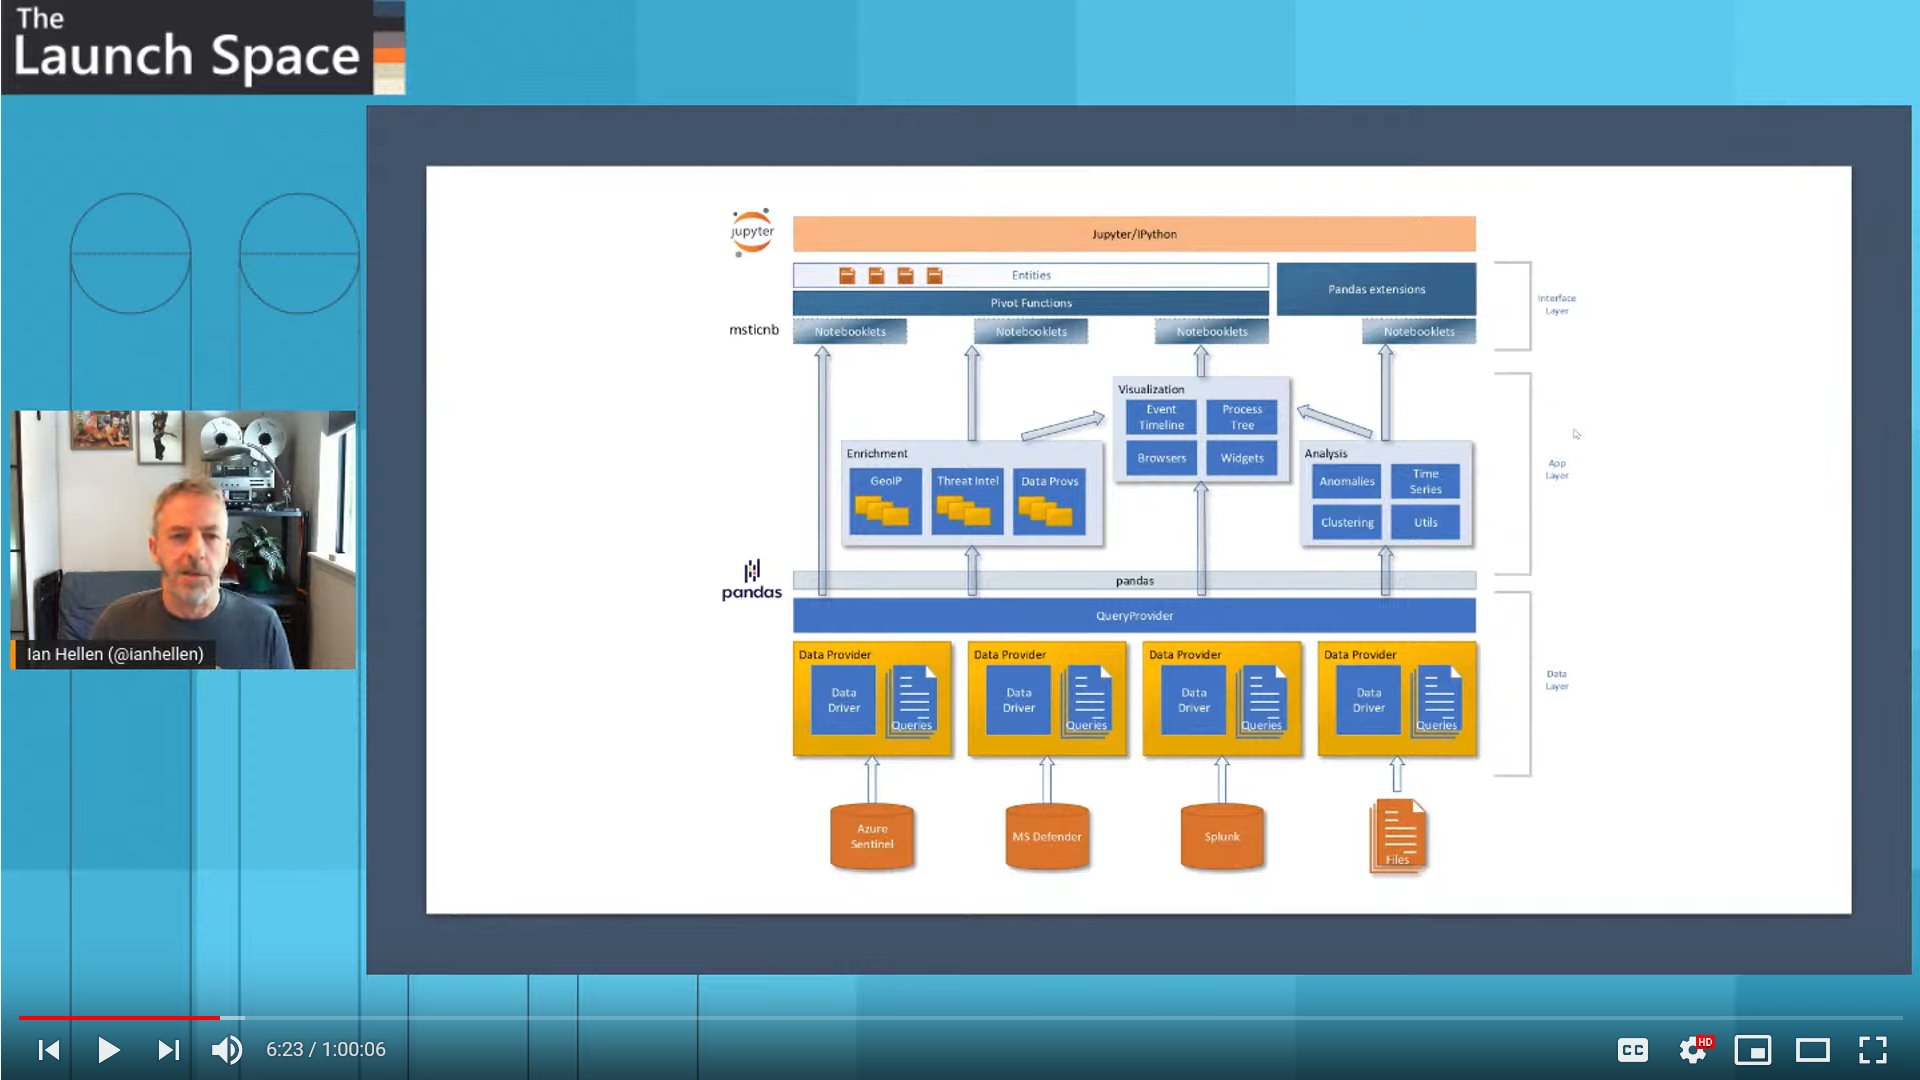 The
Launch Space
jupyter
Jupyter/IPython
Entities
Pivot Functions
Pandas extensions
Interface
Layer
msticnb
Notebooklets
Notebooklets
Notebooklets
Notebooklets
Visualization
Event
Timeline
Process
Tree
Browsers
Widgets
Enrichment
GeoIP
Threat Intel
Data Provs
Analysis
Anomalies
Time
Series
Clustering
Utils
App
Layer
pandas
pandas
QueryProvider
Data Provider
Data
Driver
Queries
Data Provider
Data
Driver
Queries
Data Provider
Data
Driver
Queries
Data Provider
Data
Driver
Queries
Data
Layer
Azure
Sentinel
MS Defender
Splunk
Files
Ian Hellen (@ianhellen)
6:23 / 1:00:06
CC
HD